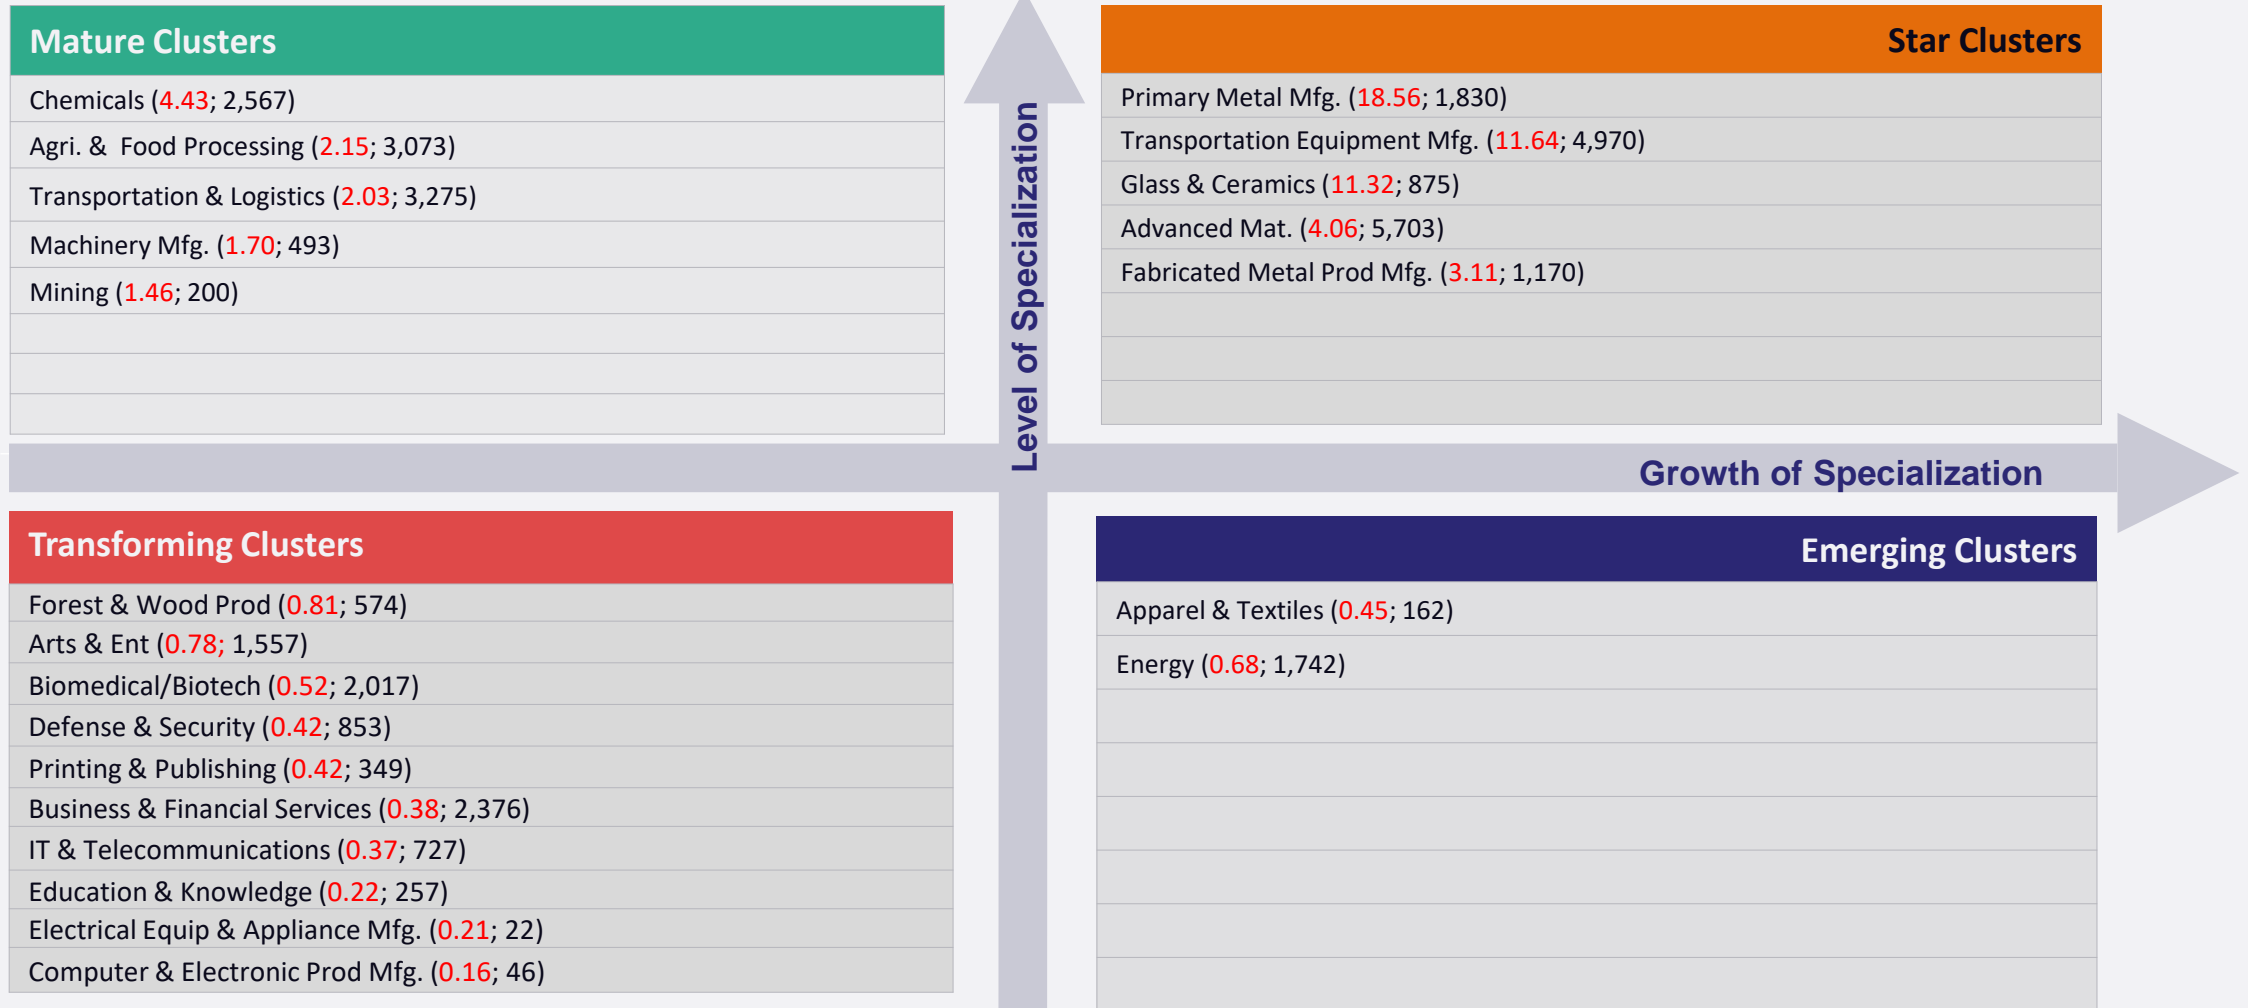 Mature Clusters
Chemicals (4.43; 2,567)
Agri. & Food Processing (2.15; 3,073)
Transportation & Logistics (2.03; 3,275)
Machinery Mfg. (1.70; 493)
Mining (1.46; 200)
Level of Specialization
Star Clusters
Primary Metal Mfg. (18.56; 1,830)
Transportation Equipment Mfg. (11.64; 4,970)
Glass & Ceramics (11.32; 875)
Advanced Mat. (4.06; 5,703)
Fabricated Metal Prod Mfg. (3.11; 1,170)
Growth of Specialization
Transforming Clusters
Forest & Wood Prod (0.81; 574)
Arts & Ent (0.78; 1,557)
Biomedical/Biotech (0.52; 2,017)
Defense & Security (0.42; 853)
Printing & Publishing (0.42; 349)
Business & Financial Services (0.38; 2,376)
IT & Telecommunications (0.37; 727)
Education & Knowledge (0.22; 257)
Electrical Equip & Appliance Mfg. (0.21; 22)
Computer & Electronic Prod Mfg. (0.16; 46)
Emerging Clusters
Apparel & Textiles (0.45; 162)
Energy (0.68; 1,742)